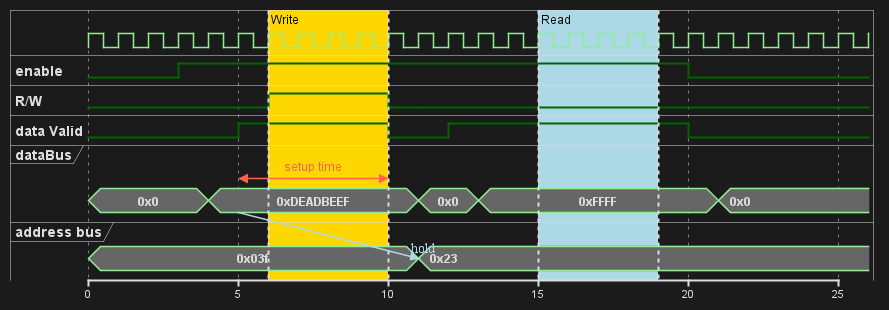 Write Read
enable
R/W
data Valid
dataBus
setup time
0x0 0xDEADBEEF 0x0 0xFFFF 0x0
address bus
hold
0x03f 0x23
0 5 10 15 20 25